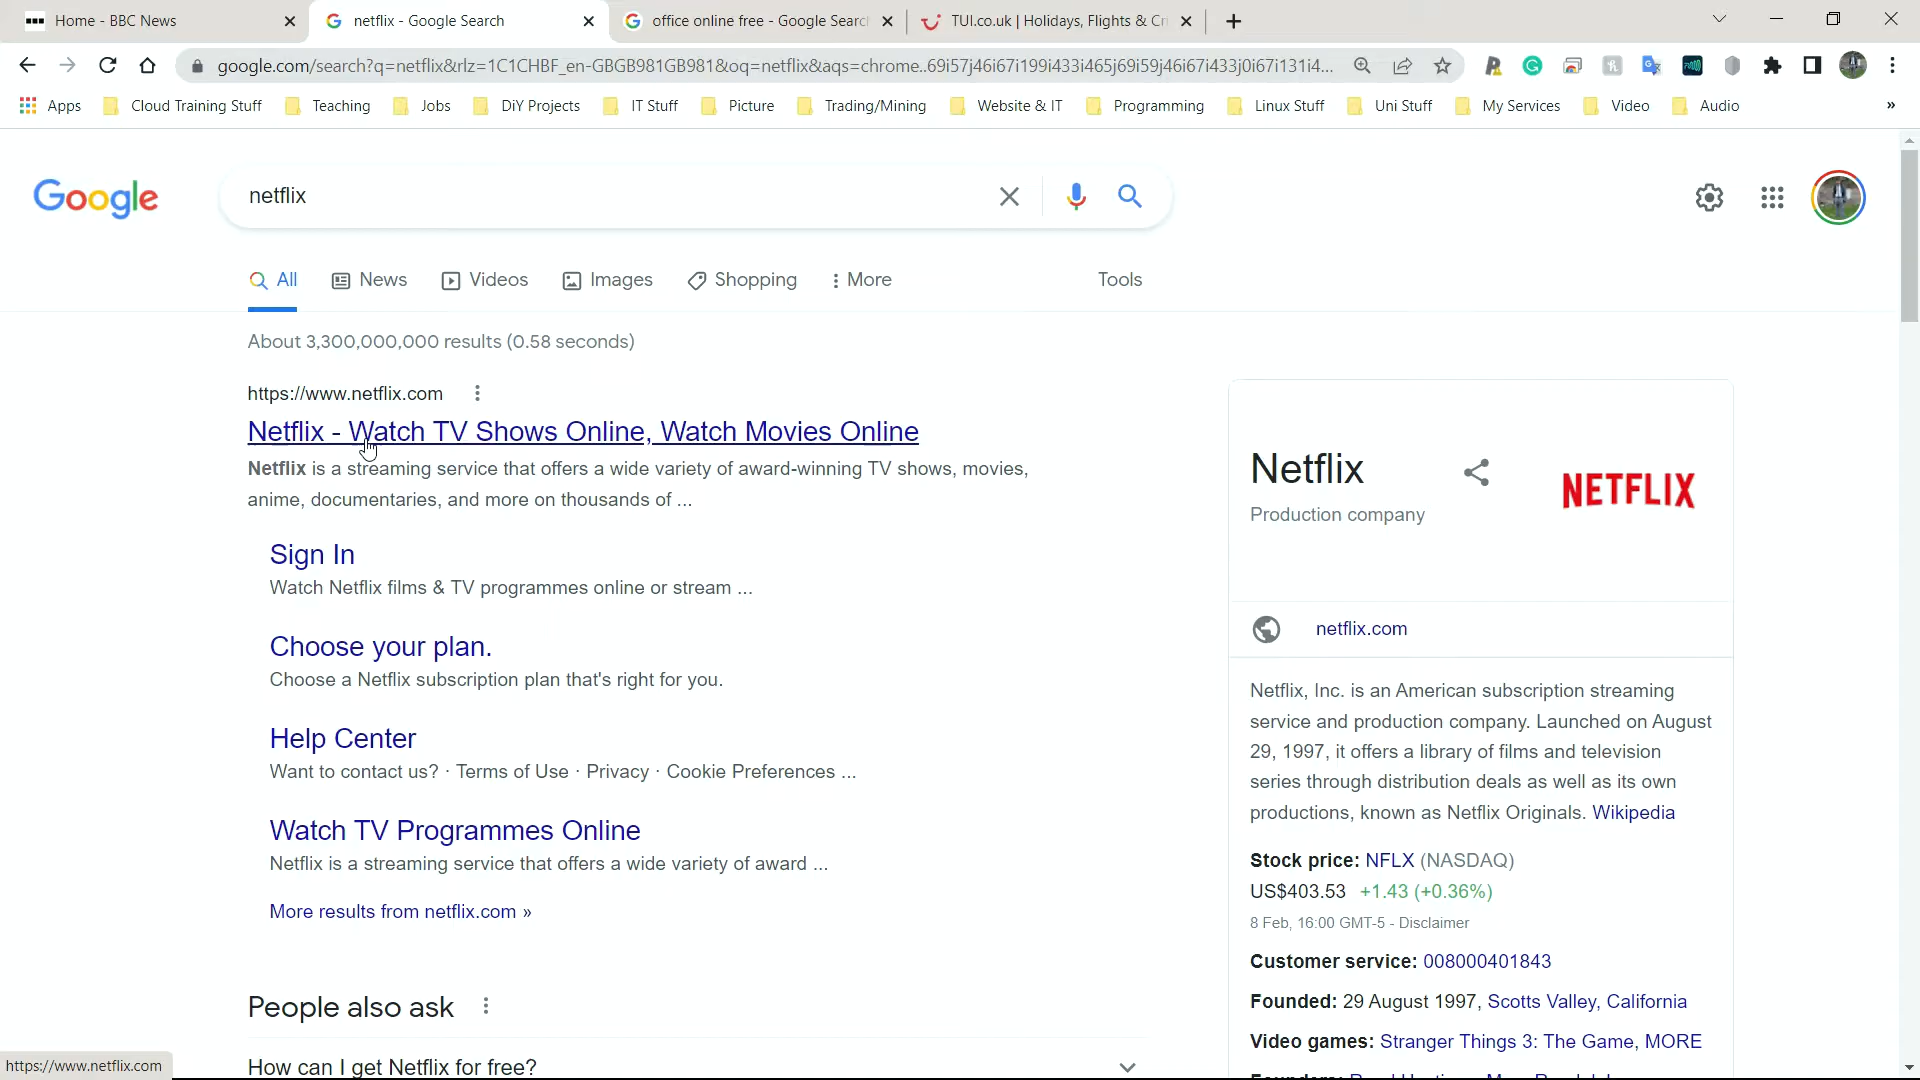 Home - BBC News
netflix - Google Search
office online free - Google Search
TUI.co.uk | Holidays, Flights &
google.com/search?q=netflix&rlz=1C1CHBF_en-GBGB981GB981&oq=netflix&aqs=chrome..69i57j46i67i199i433i465j69i59j46i67i433j0i67i131i4...
Apps
Cloud Training Stuff
Teaching
Jobs
DiY Projects
IT Stuff
Picture
Trading/Mining
Website & IT
Programming
Linux Stuff
Uni Stuff
My Services
Video
Audio
»
Google
netflix
All
News
Videos
Images
Shopping
More
Tools
About 3,300,000,000 results (0.58 seconds)
https://www.netflix.com
Netflix - Watch TV Shows Online, Watch Movies Online
Netflix is a streaming service that offers a wide variety of award-winning TV shows, movies,
anime, documentaries, and more on thousands of ...
Sign In
Watch Netflix films & TV programmes online or stream ...
Choose your plan.
Choose a Netflix subscription plan that's right for you.
Help Center
Want to contact us? · Terms of Use · Privacy · Cookie Preferences ...
Watch TV Programmes Online
Netflix is a streaming service that offers a wide variety of award ...
More results from netflix.com »
People also ask
How can I get Netflix for free?
https://www.netflix.com
Netflix
Production company
NETFLIX
netflix.com
Netflix, Inc. is an American subscription streaming
service and production company. Launched on August
29, 1997, it offers a library of films and television
series through distribution deals as well as its own
productions, known as Netflix Originals. Wikipedia
Stock price: NFLX (NASDAQ)
US$403.53 +1.43 (+0.36%)
8 Feb, 16:00 GMT-5 - Disclaimer
Customer service: 008000401843
Founded: 29 August 1997, Scotts Valley, California
Video games: Stranger Things 3: The Game, MORE